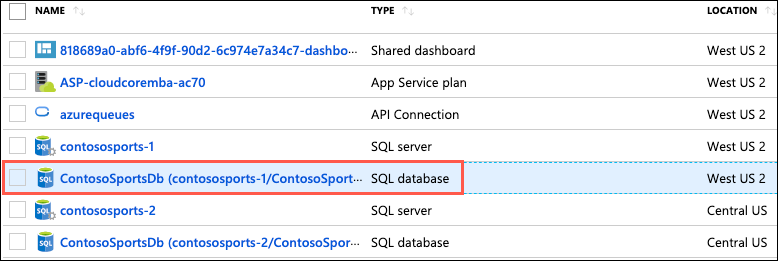 NAME TYPE LOCATION
818689a0-abf6-4f9f-90d2-6c974e7a34c7-dashbo... Shared dashboard West US 2
ASP-cloudcoremba-ac70 App Service plan West US 2
azurequeues API Connection West US 2
contososports-1 SQL server West US 2
ContosoSportsDb (contososports-1/ContosoSport... SQL database West US 2
contososports-2 SQL server Central US
ContosoSportsDb (contososports-2/ContosoSpor... SQL database Central US